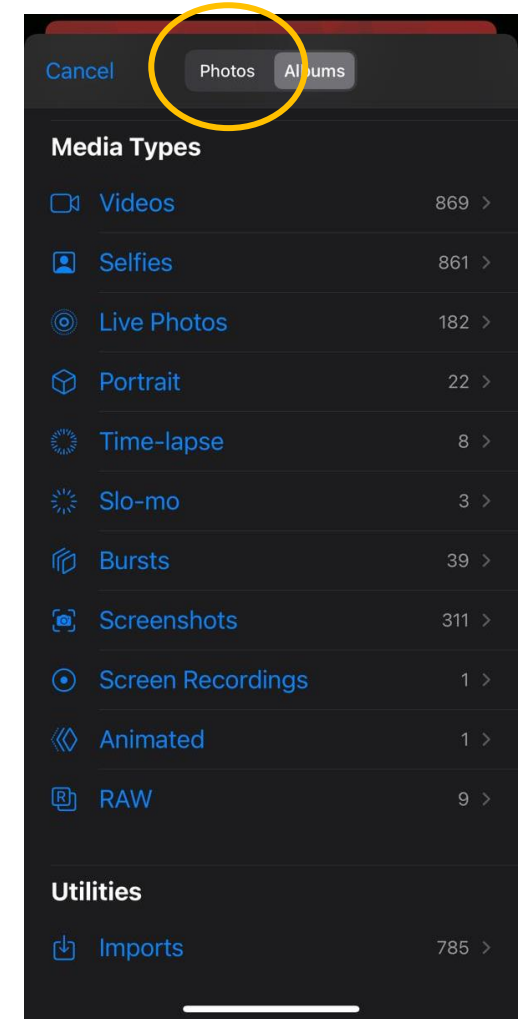 Cancel Photos Albums
Media Types
Videos 869
Selfies 861
Live Photos 182
Portrait 22
Time-lapse 8
Slo-mo 3
Bursts 39
Screenshots 311
Screen Recordings 1
Animated 1
RAW 9
Utilities
Imports 785